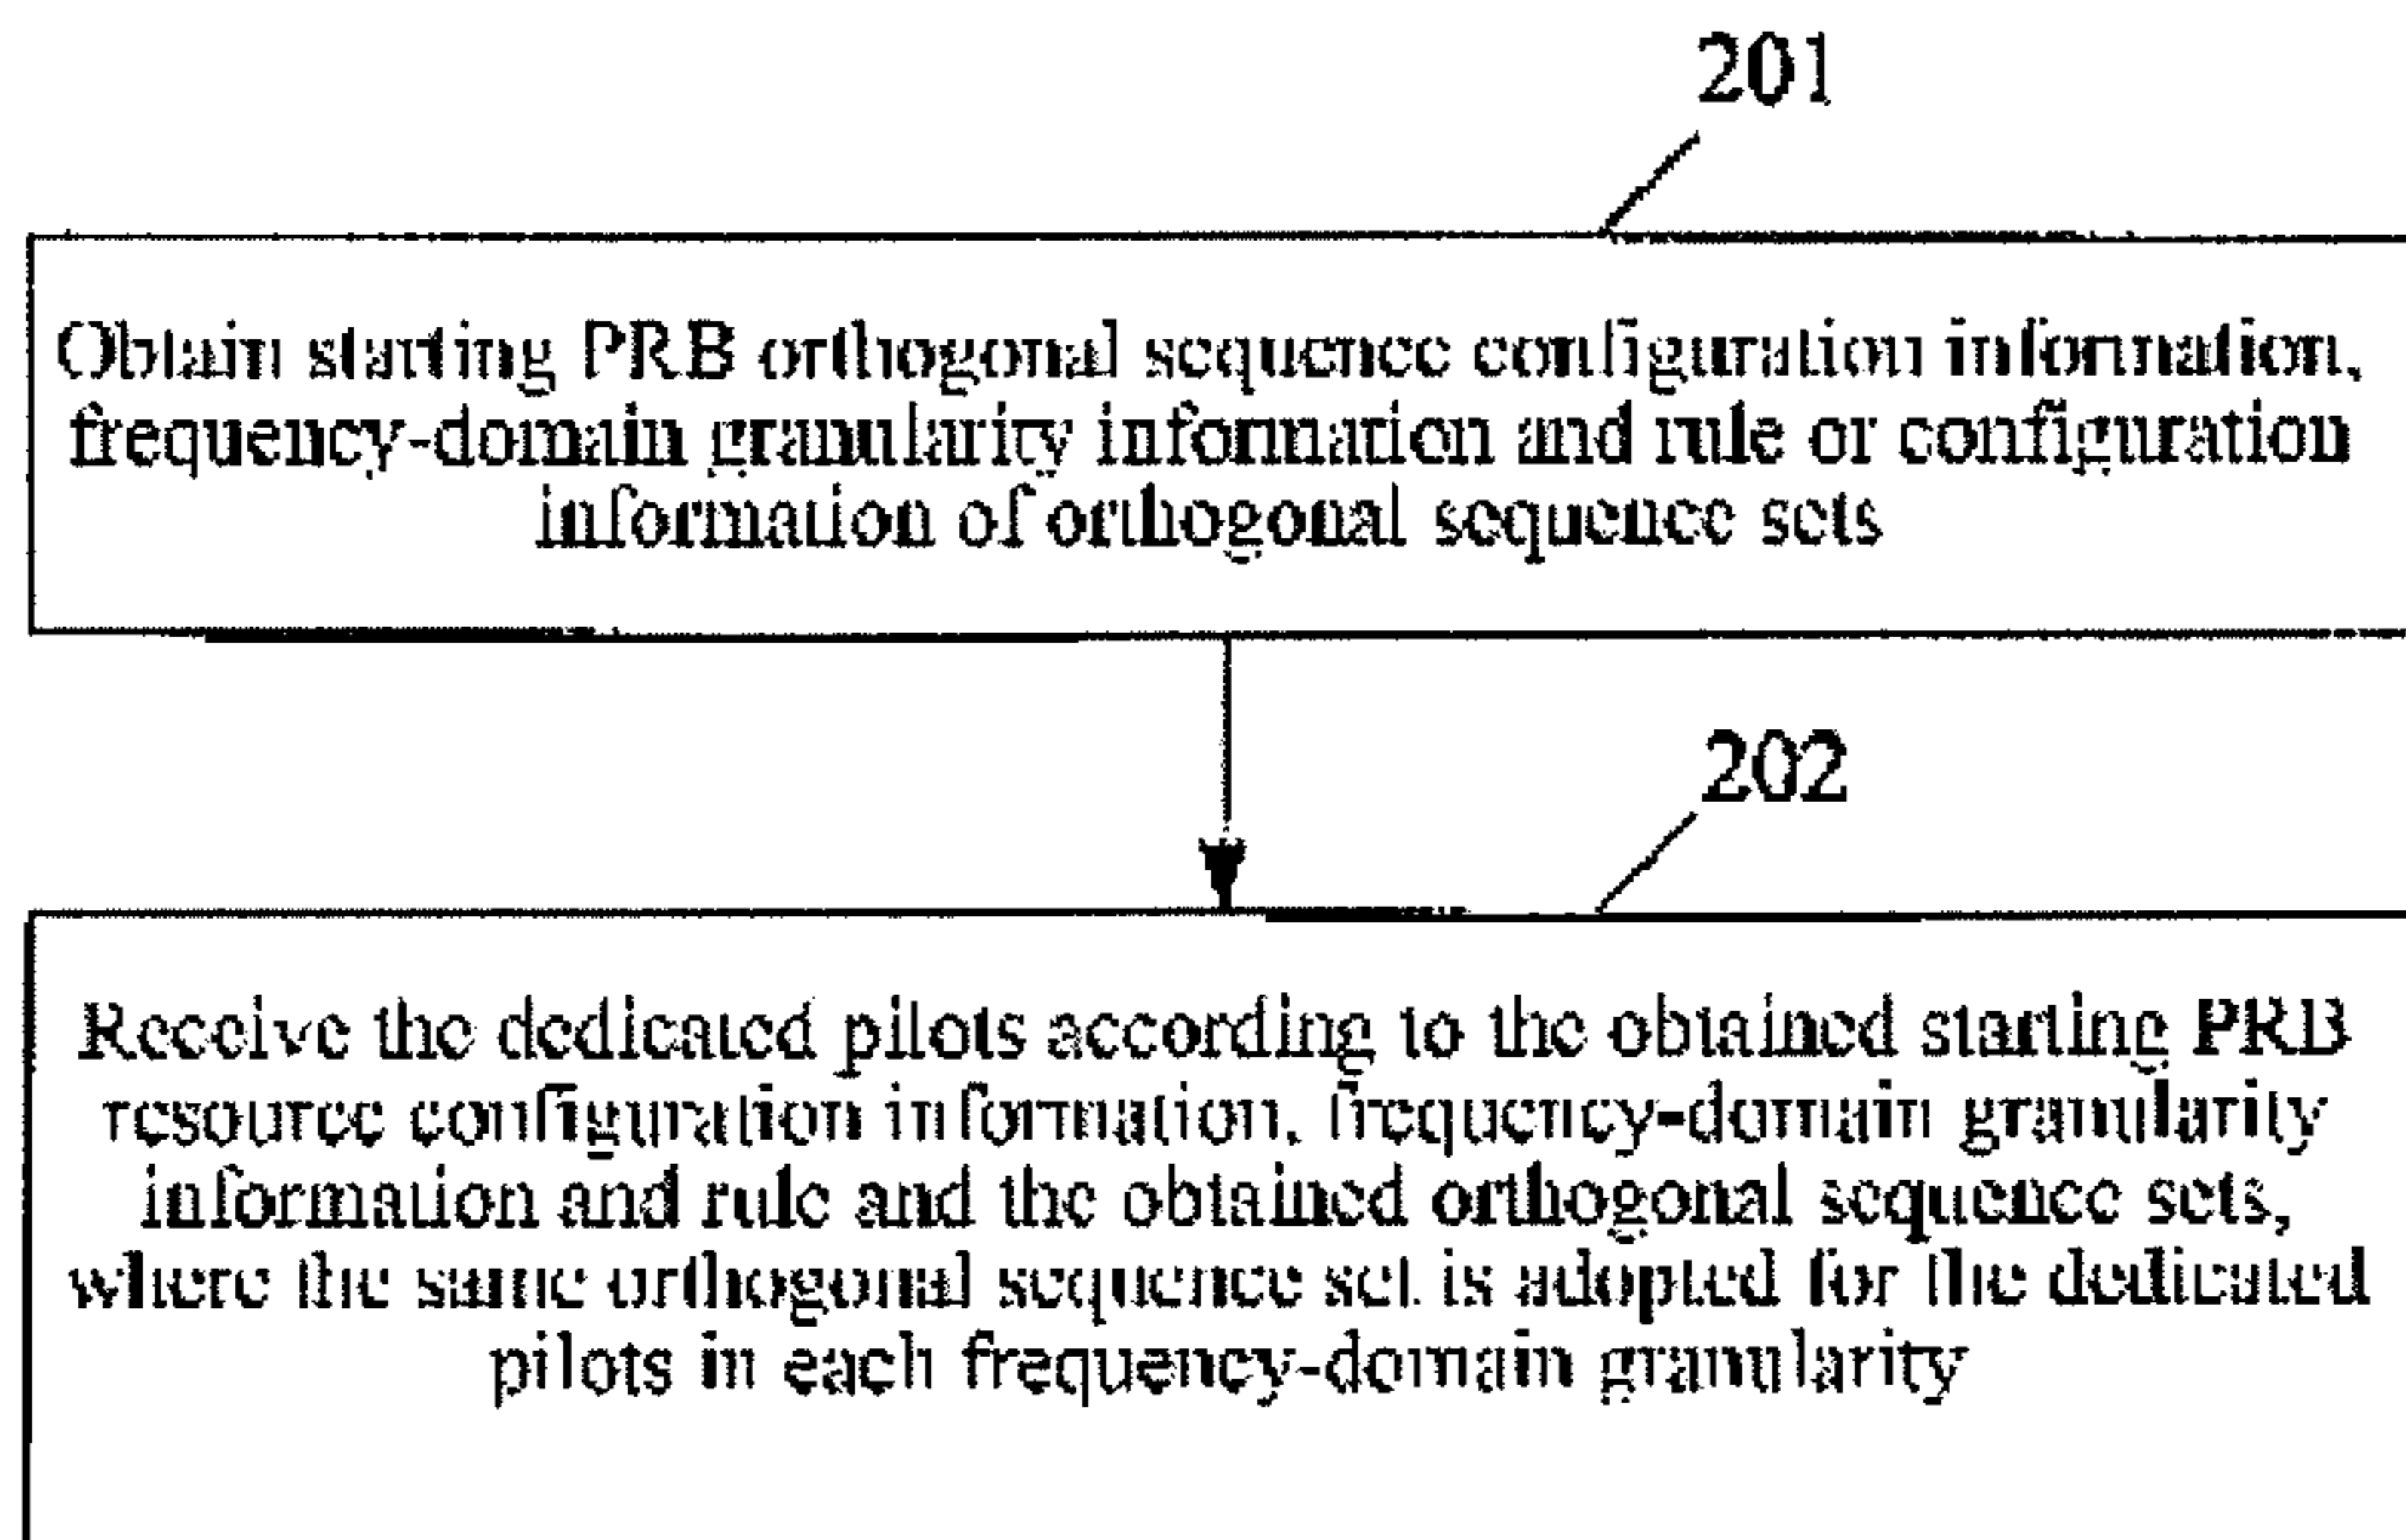 201
Obtain starting PRB orthogonal sequence configuration information,
frequency-domain granularity information and rule or configuration
information of orthogonal sequence sets
202
Receive the dedicated pilots according to the obtained starting PRB
resource configuration information, frequency-domain granularity
information and rule and the obtained orthogonal sequence sets,
where the same orthogonal sequence set is adopted for the dedicated
pilots in each frequency-domain granularity